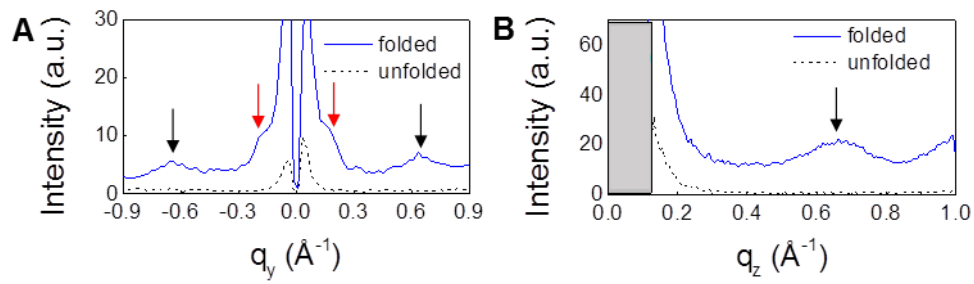 A
Intensity (a.u.)
30
20
10
0
folded
unfolded
-0.9 -0.6 -0.3 0.0 0.3 0.6 0.9
q_y (Å⁻¹)
B
Intensity (a.u.)
60
40
20
0
folded
unfolded
0.0 0.2 0.4 0.6 0.8 1.0
q_z (Å⁻¹)